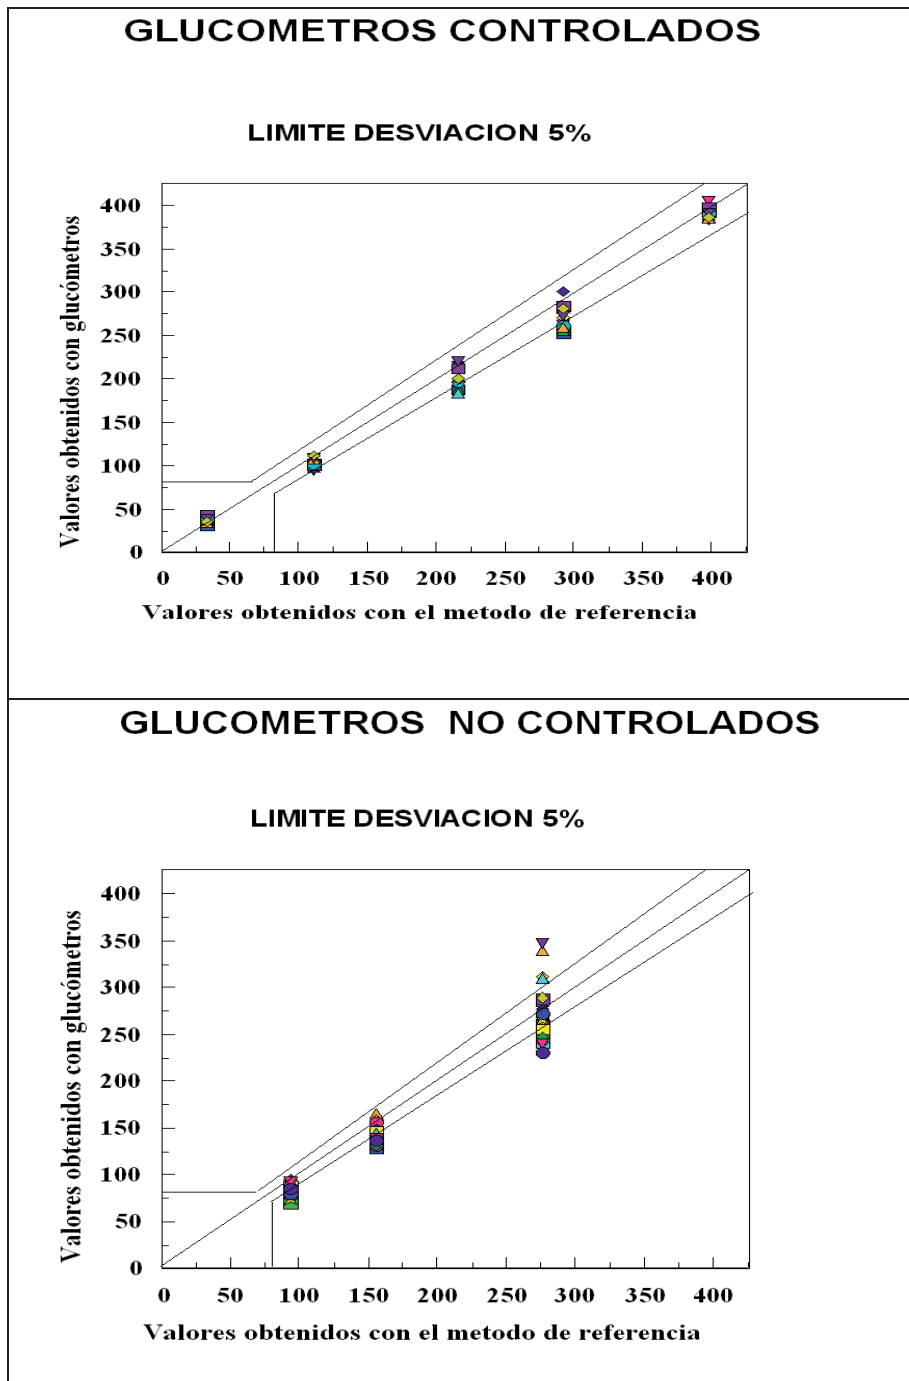 GLUCOMETROS CONTROLADOS
LIMITE DESVIACION 5%
Valores obtenidos con glucómetros
400
350
300
250
200
150
100
50
0
0 50 100 150 200 250 300 350 400
Valores obtenidos con el metodo de referencia
GLUCOMETROS NO CONTROLADOS
LIMITE DESVIACION 5%
Valores obtenidos con glucómetros
400
350
300
250
200
150
100
50
0
0 50 100 150 200 250 300 350 400
Valores obtenidos con el metodo de referencia